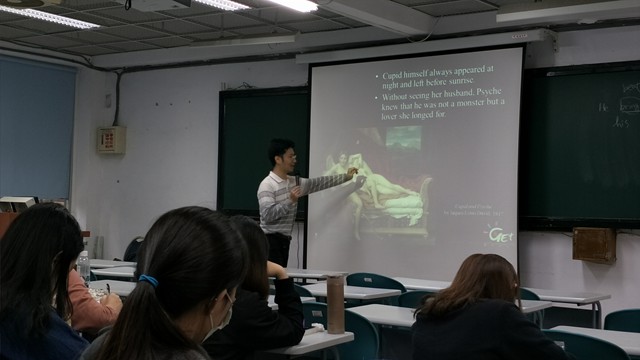 • Cupid himself always appeared at
night and left before sunrise
• Without seeing her husband, Psyche
knew that he was not a monster but a
lover she longed for.